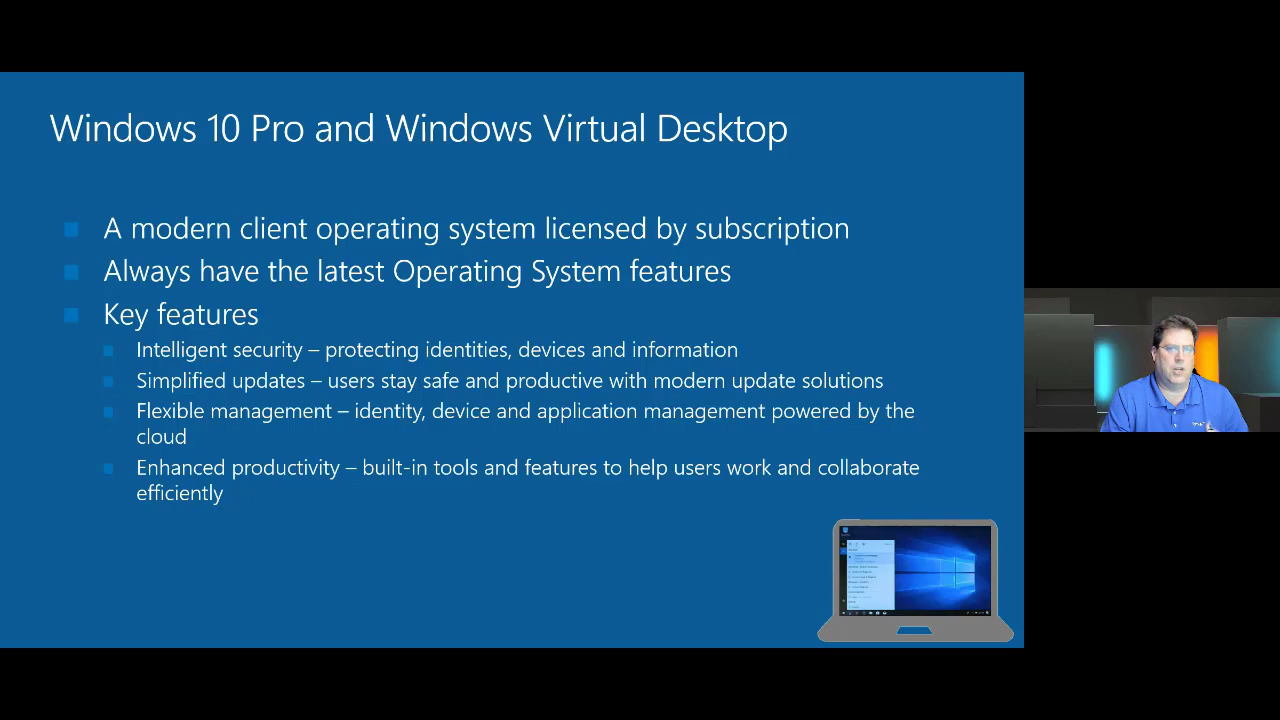 Windows 10 Pro and Windows Virtual Desktop
A modern client operating system licensed by subscription
Always have the latest Operating System features
Key features
Intelligent security – protecting identities, devices and information
Simplified updates – users stay safe and productive with modern update solutions
Flexible management – identity, device and application management powered by the
cloud
Enhanced productivity – built-in tools and features to help users work and collaborate
efficiently